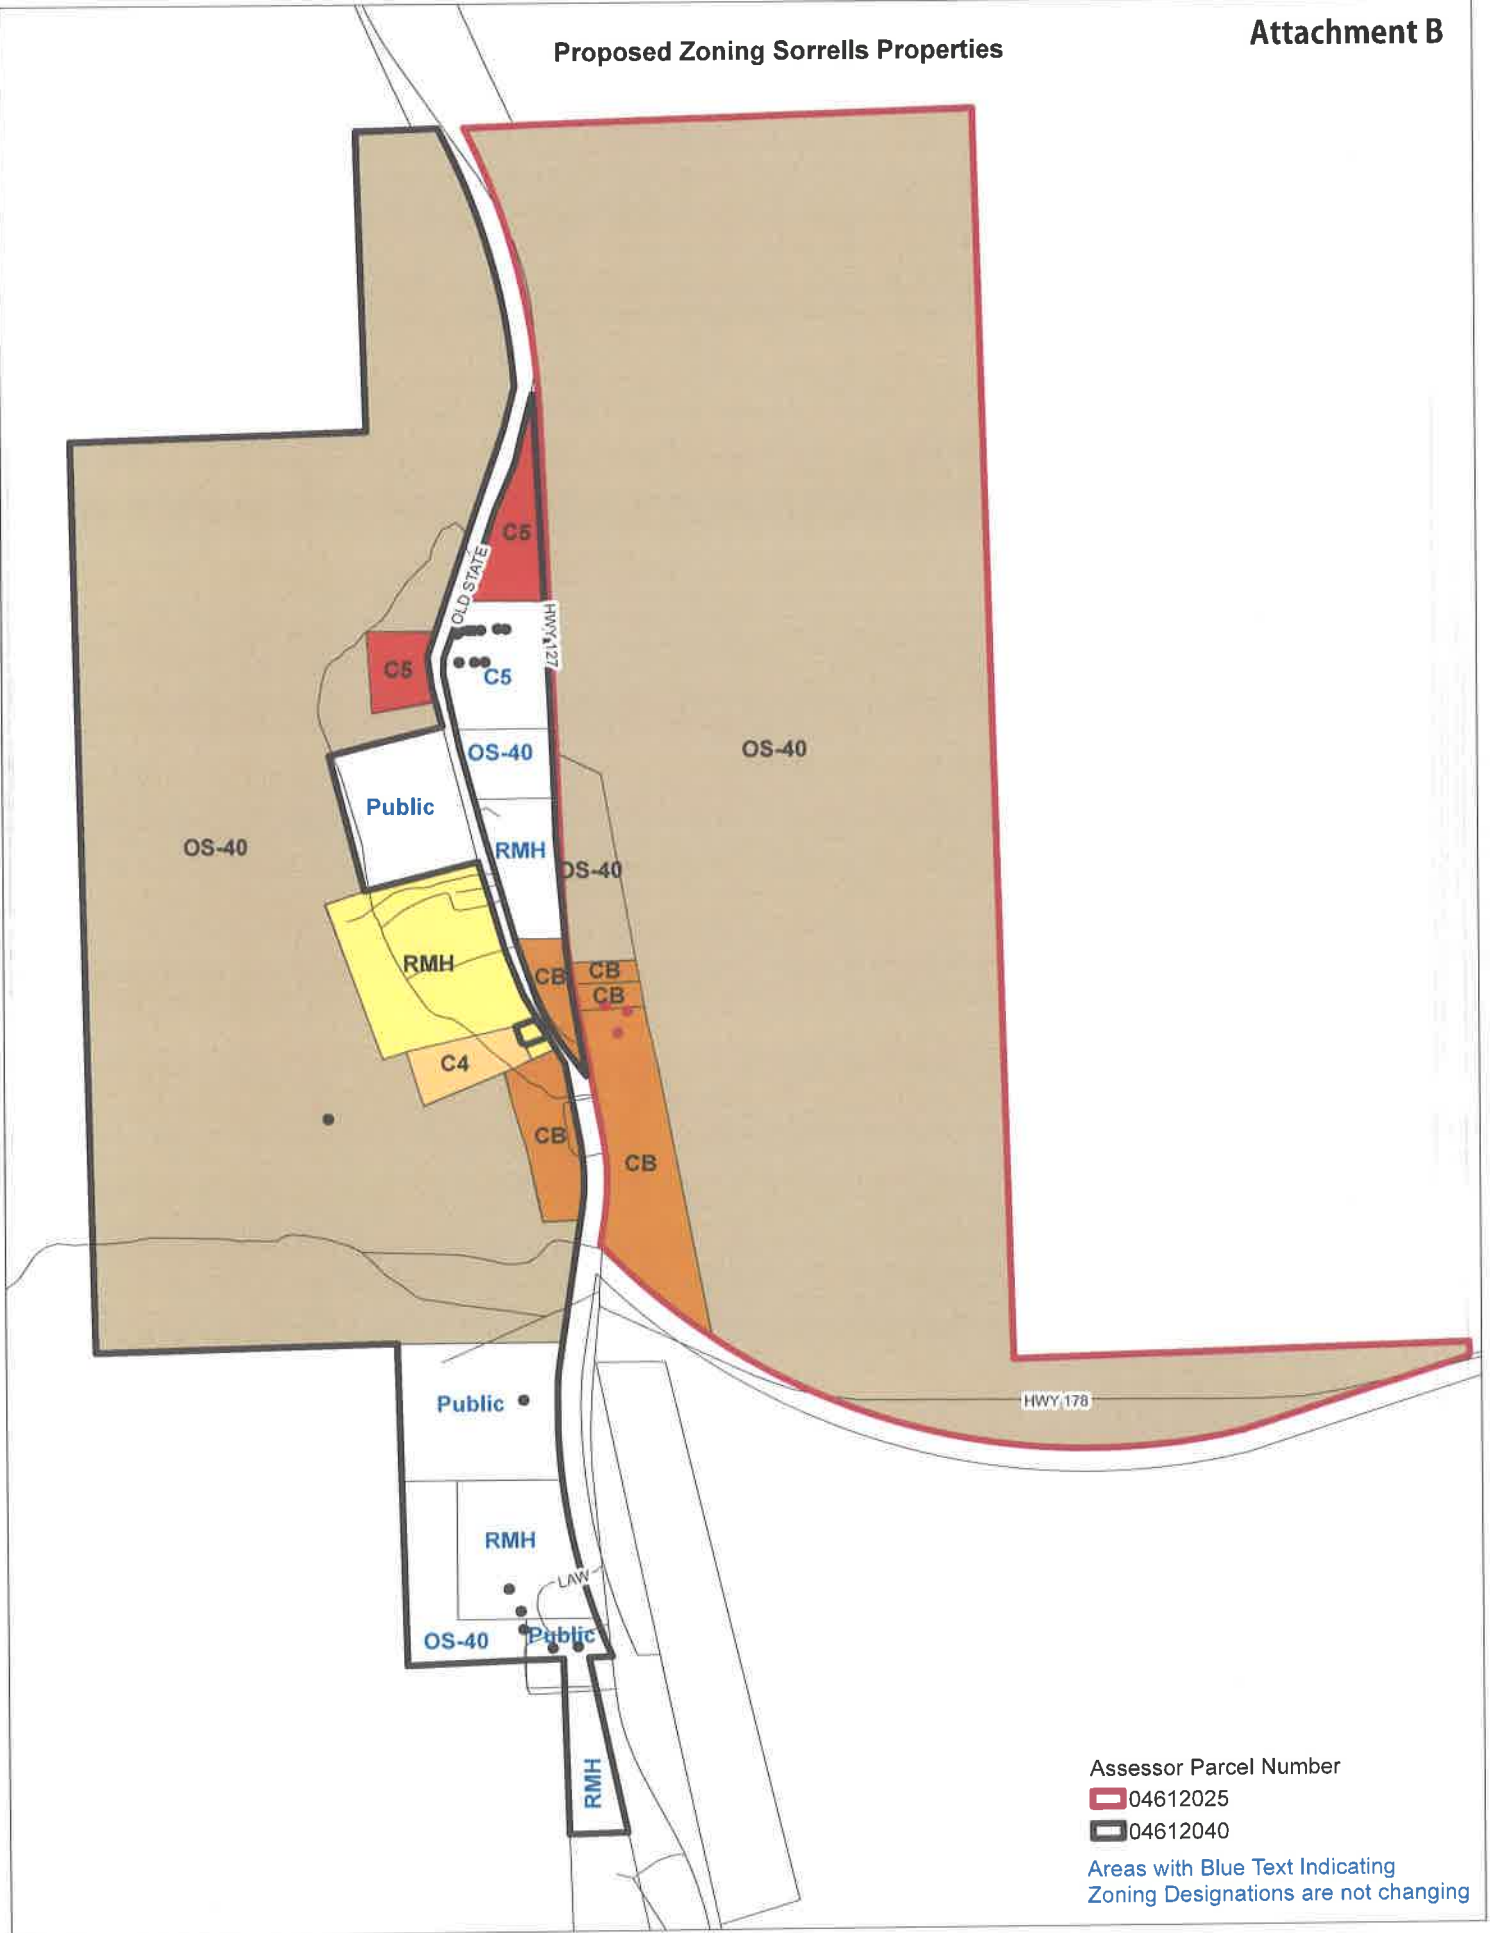 Attachment B
Proposed Zoning Sorrells Properties
C5
OLD STATE
HWY 127
C5
C5
OS-40
OS-40
Public
OS-40
RMH
OS-40
RMH
CB
CB
CB
C4
CB
CB
HWY 178
Public
RMH
LAW
OS-40
Public
RMH
Assessor Parcel Number
04612025
04612040
Areas with Blue Text Indicating
Zoning Designations are not changing